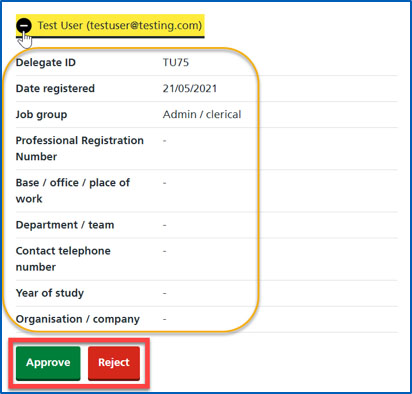 Test User (testuser@testing.com)
Delegate ID TU75
Date registered 21/05/2021
Job group Admin / clerical
Professional Registration -
Number
Base / office / place of -
work
Department / team -
Contact telephone -
number
Year of study -
Organisation / company -
Approve Reject